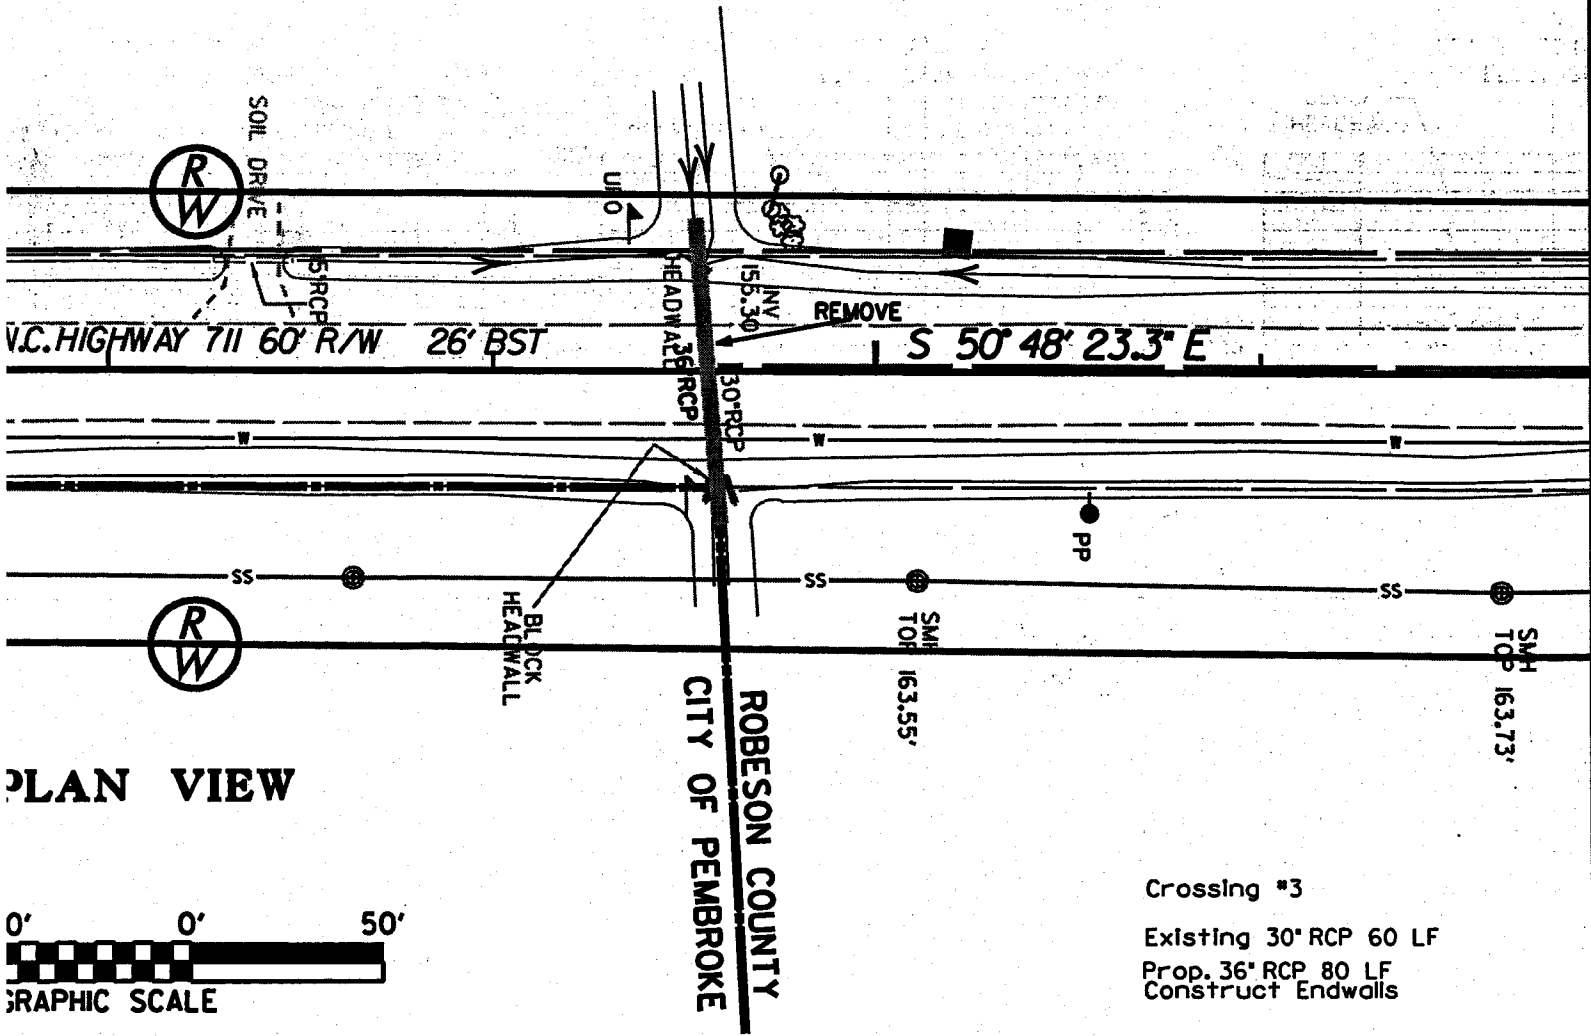 SOIL DRIVE
R
W
15"RCP
HEADWALL
INV
155.30
REMOVE
N.C. HIGHWAY 711 60' R/W 26' BST
S 50° 48' 23.3" E
36"RCP
30"RCP
W
W
W
PP
SS
SS
SS
BLOCK
HEADWALL
R
W
SMH
TOP 163.55'
SMH
TOP 163.73'
ROBESON COUNTY
CITY OF PEMBROKE
PLAN VIEW
0'
0'
50'
GRAPHIC SCALE
Crossing #3
Existing 30" RCP 60 LF
Prop. 36" RCP 80 LF
Construct Endwalls